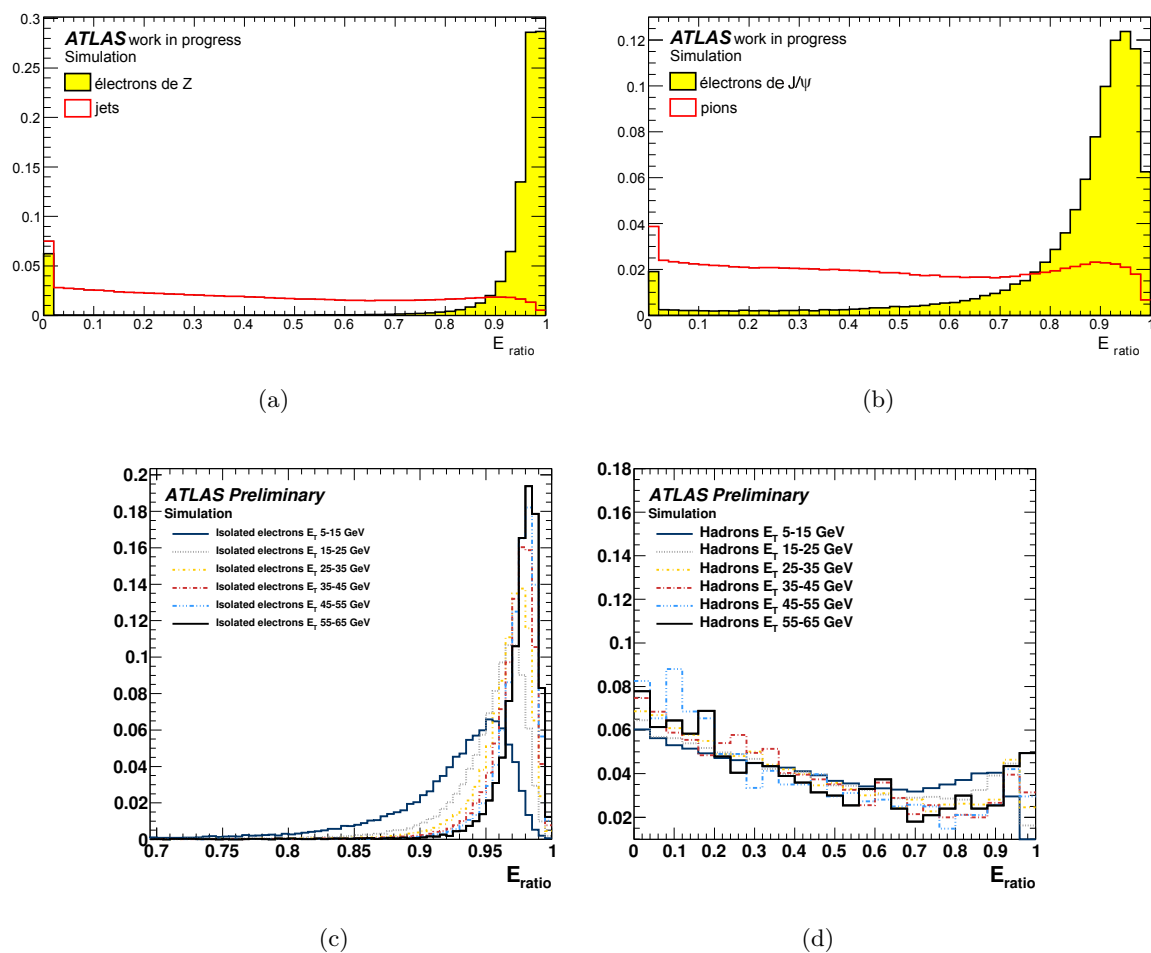 0.3
0.25
0.2
0.15
0.1
0.05
0
ATLAS work in progress
Simulation
électrons de Z
jets
0 0.1 0.2 0.3 0.4 0.5 0.6 0.7 0.8 0.9 1
E ratio
(a)
0.12
0.1
0.08
0.06
0.04
0.02
0
ATLAS work in progress
Simulation
électrons de J/ψ
pions
0 0.1 0.2 0.3 0.4 0.5 0.6 0.7 0.8 0.9 1
E ratio
(b)
0.2
0.18
0.16
0.14
0.12
0.1
0.08
0.06
0.04
0.02
0
ATLAS Preliminary
Simulation
Isolated electrons E_T 5-15 GeV
Isolated electrons E_T 15-25 GeV
Isolated electrons E_T 25-35 GeV
Isolated electrons E_T 35-45 GeV
Isolated electrons E_T 45-55 GeV
Isolated electrons E_T 55-65 GeV
0.7 0.75 0.8 0.85 0.9 0.95 1
E_ratio
(c)
0.18
0.16
0.14
0.12
0.1
0.08
0.06
0.04
0.02
ATLAS Preliminary
Simulation
Hadrons E_T 5-15 GeV
Hadrons E_T 15-25 GeV
Hadrons E_T 25-35 GeV
Hadrons E_T 35-45 GeV
Hadrons E_T 45-55 GeV
Hadrons E_T 55-65 GeV
0 0.1 0.2 0.3 0.4 0.5 0.6 0.7 0.8 0.9 1
E_ratio
(d)